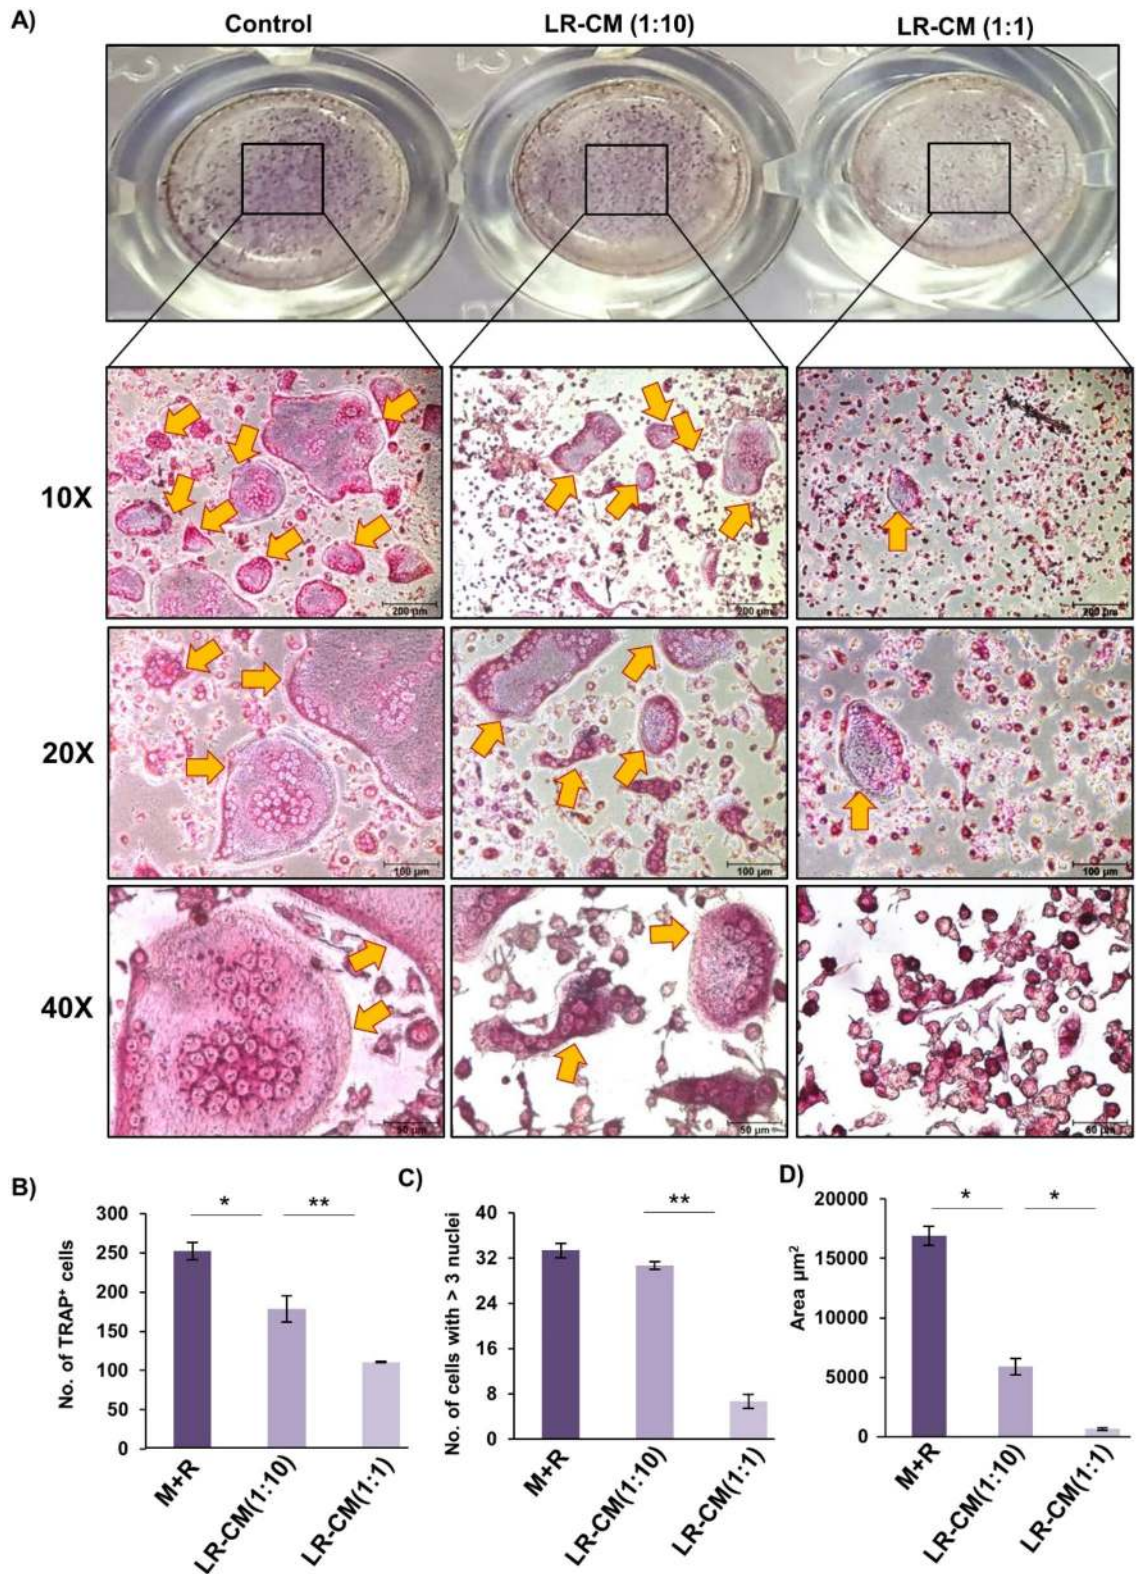 A)
Control LR-CM (1:10) LR-CM (1:1)
10X
200 µm 200 µm 200 µm
20X
100 µm 100 µm 100 µm
40X
50 µm 50 µm 50 µm
B)
No. of TRAP⁺ cells
300
250
200
150
100
50
0
* **
M+R
LR-CM(1:10)
LR-CM(1:1)
C)
No. of cells with > 3 nuclei
40
32
24
16
8
0
**
M+R
LR-CM(1:10)
LR-CM(1:1)
D)
Area µm²
20000
15000
10000
5000
0
* *
M+R
LR-CM(1:10)
LR-CM(1:1)